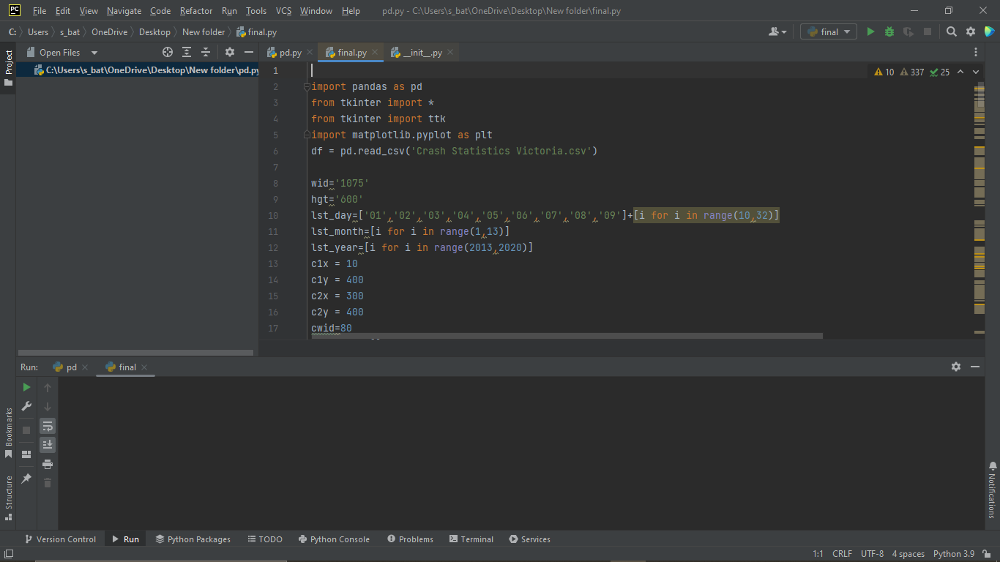 PC File Edit View Navigate Code Refactor Run Tools VCS Window Help pd.py - C:\Users\s_bat\OneDrive\Desktop\New folder\final.py
C: Users s_bat OneDrive Desktop New folder final.py final
Project
Open Files pd.py final.py __init__.py
C:\Users\s_bat\OneDrive\Desktop\New folder\pd.py
10 337 25
1
2 import pandas as pd
3 from tkinter import *
4 from tkinter import ttk
5 import matplotlib.pyplot as plt
6 df = pd.read_csv('Crash Statistics Victoria.csv')
7
8 wid='1075'
9 hgt='600'
10 lst_day=['01','02','03','04','05','06','07','08','09']+[i for i in range(10,32)]
11 lst_month=[i for i in range(1,13)]
12 lst_year=[i for i in range(2013,2020)]
13 c1x = 10
14 c1y = 400
15 c2x = 300
16 c2y = 400
17 cwid=80
Run: pd final
Bookmarks
Structure
Notifications
Version Control Run Python Packages TODO Python Console Problems Terminal Services
1:1 CRLF UTF-8 4 spaces Python 3.9